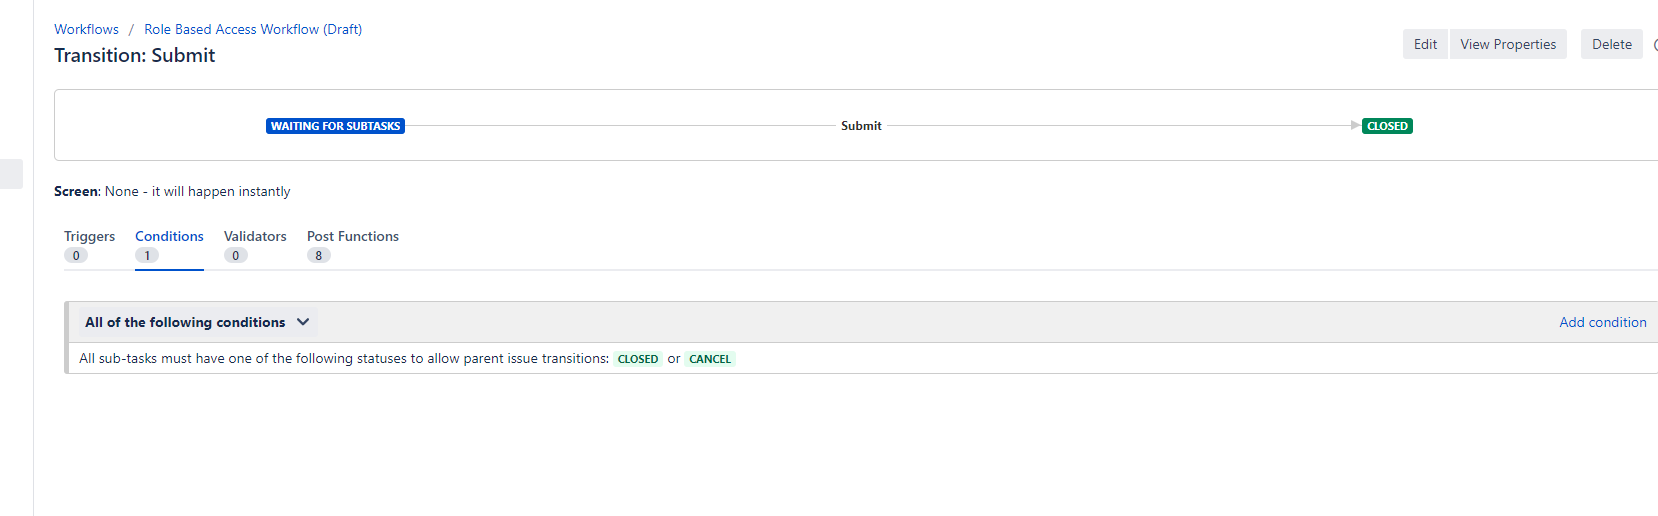 Workflows / Role Based Access Workflow (Draft)
Transition: Submit
Edit View Properties Delete
WAITING FOR SUBTASKS Submit CLOSED
Screen: None - it will happen instantly
Triggers Conditions Validators Post Functions
0 1 0 8
All of the following conditions Add condition
All sub-tasks must have one of the following statuses to allow parent issue transitions: CLOSED or CANCEL